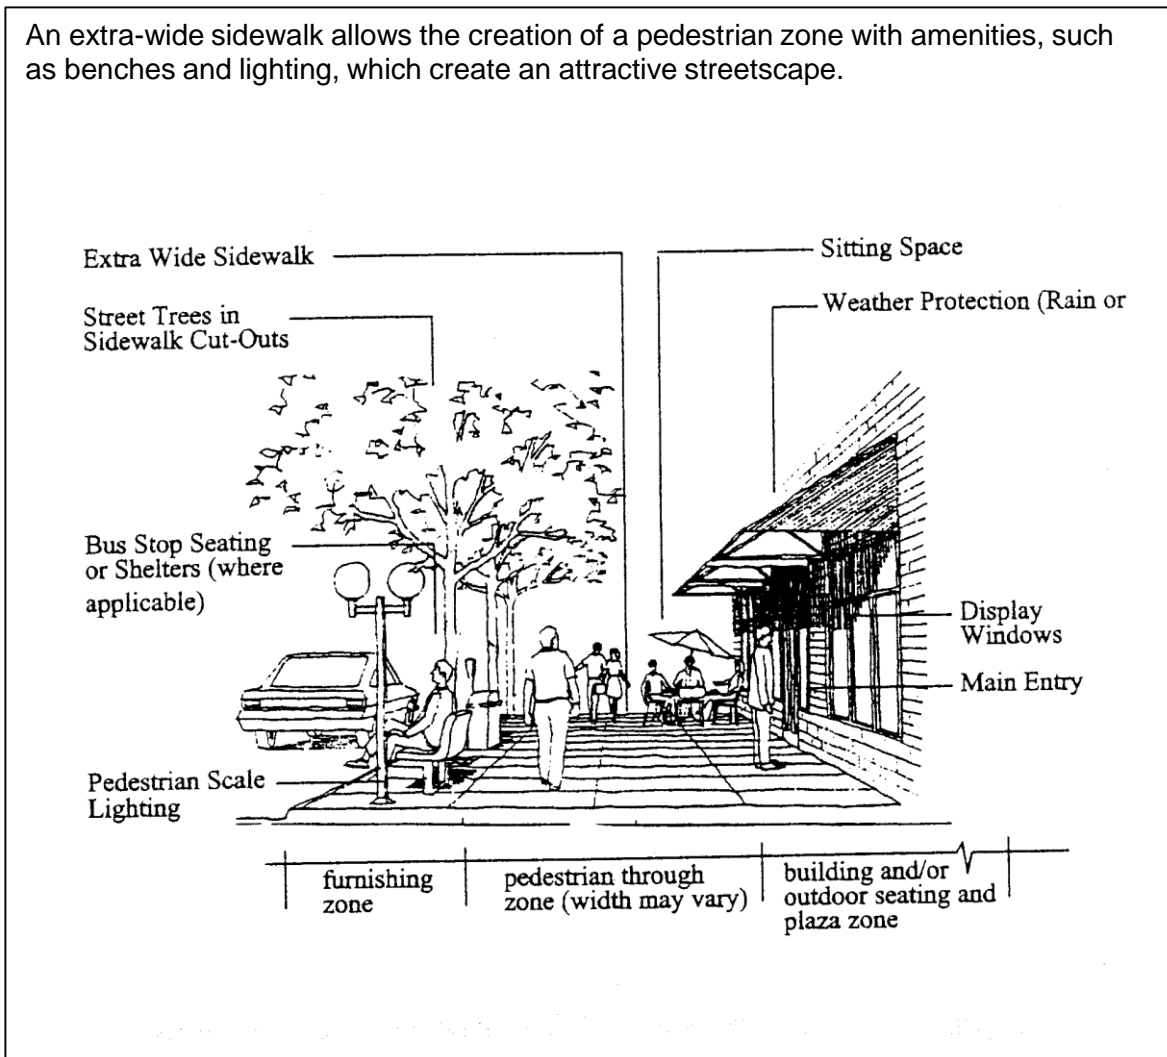 An extra-wide sidewalk allows the creation of a pedestrian zone with amenities, such
as benches and lighting, which create an attractive streetscape.
Extra Wide Sidewalk
Sitting Space
Street Trees in
Sidewalk Cut-Outs
Weather Protection (Rain or
Bus Stop Seating
or Shelters (where
applicable)
Display
Windows
Main Entry
Pedestrian Scale
Lighting
furnishing
zone
pedestrian through
zone (width may vary)
building and/or
outdoor seating and
plaza zone